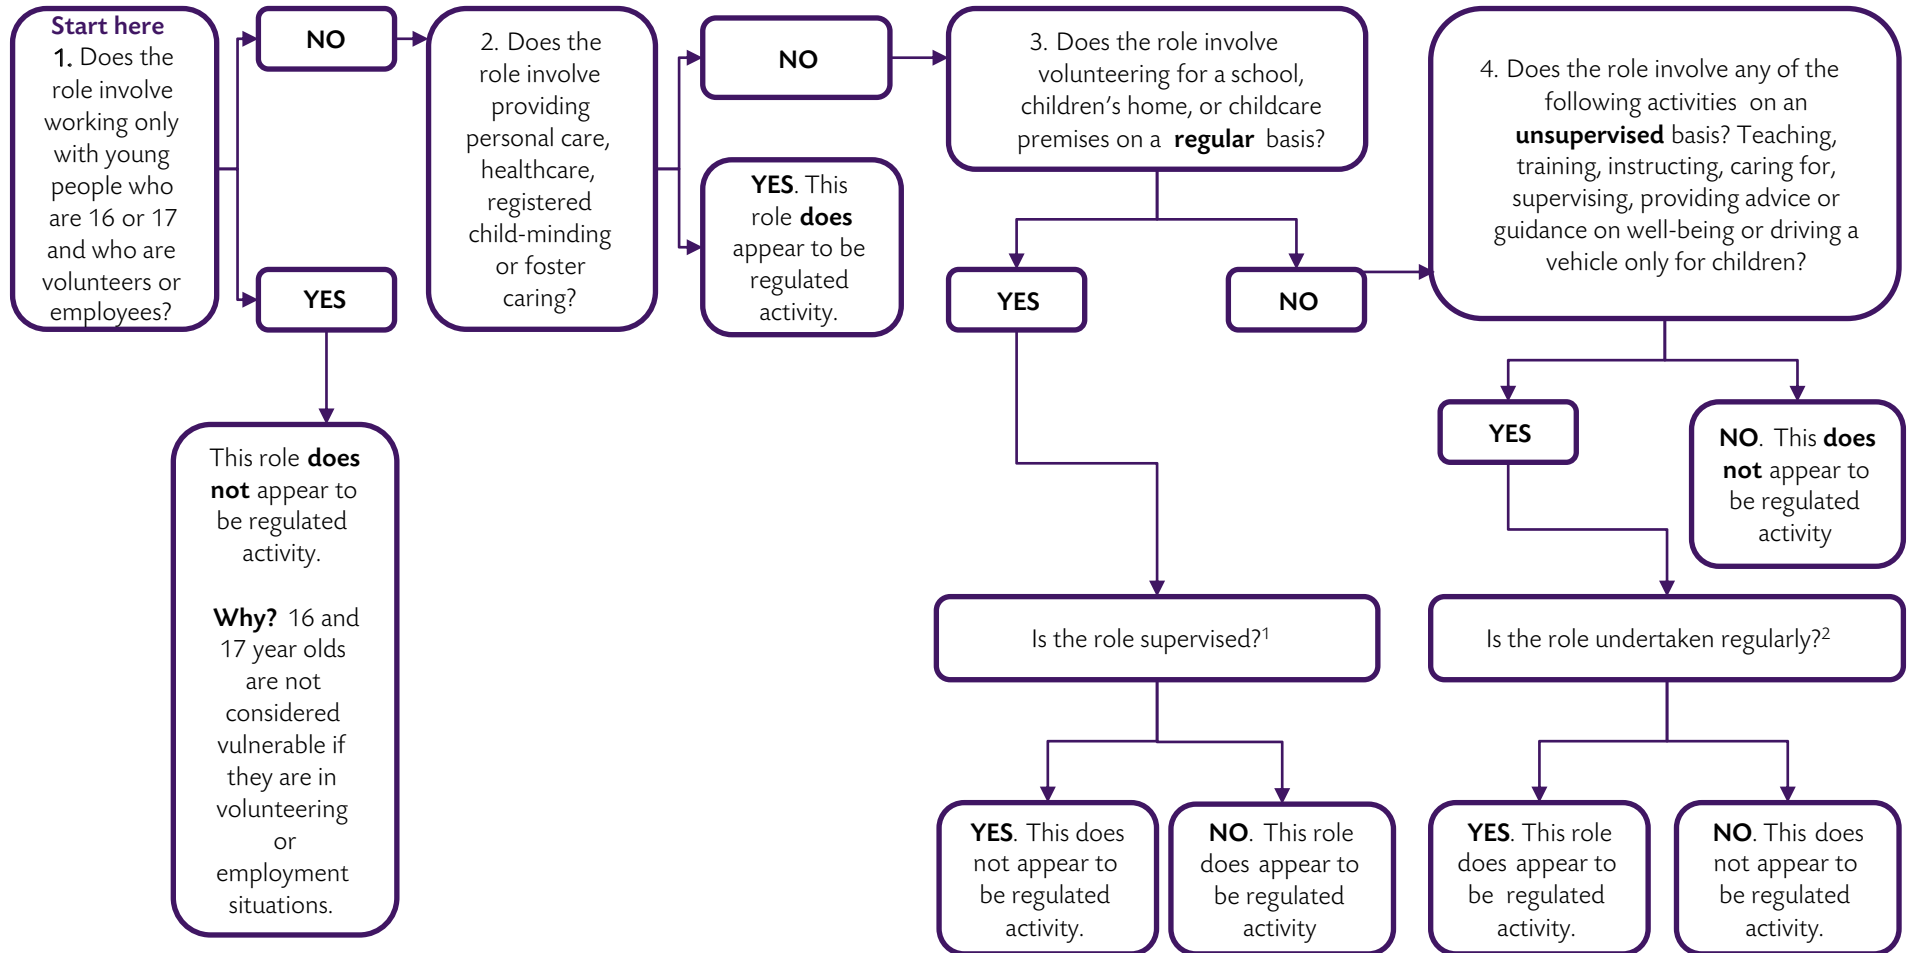 Start here
1. Does the
role involve
working only
with young
people who
are 16 or 17
and who are
volunteers or
employees?
NO
YES
This role does
not appear to
be regulated
activity.
Why? 16 and
17 year olds
are not
considered
vulnerable if
they are in
volunteering
or
employment
situations.
2. Does the
role involve
providing
personal care,
healthcare,
registered
child-minding
or foster
caring?
NO
YES. This
role does
appear to be
regulated
activity.
3. Does the role involve
volunteering for a school,
children's home, or childcare
premises on a regular basis?
YES
NO
Is the role supervised?1
YES. This does
not appear to
be regulated
activity.
NO. This role
does appear to
be regulated
activity
4. Does the role involve any of the
following activities on an
unsupervised basis? Teaching,
training, instructing, caring for,
supervising, providing advice or
guidance on well-being or driving a
vehicle only for children?
YES
NO. This does
not appear to
be regulated
activity
Is the role undertaken regularly?2
YES. This role
does appear to
be regulated
activity.
NO. This does
not appear to
be regulated
activity.